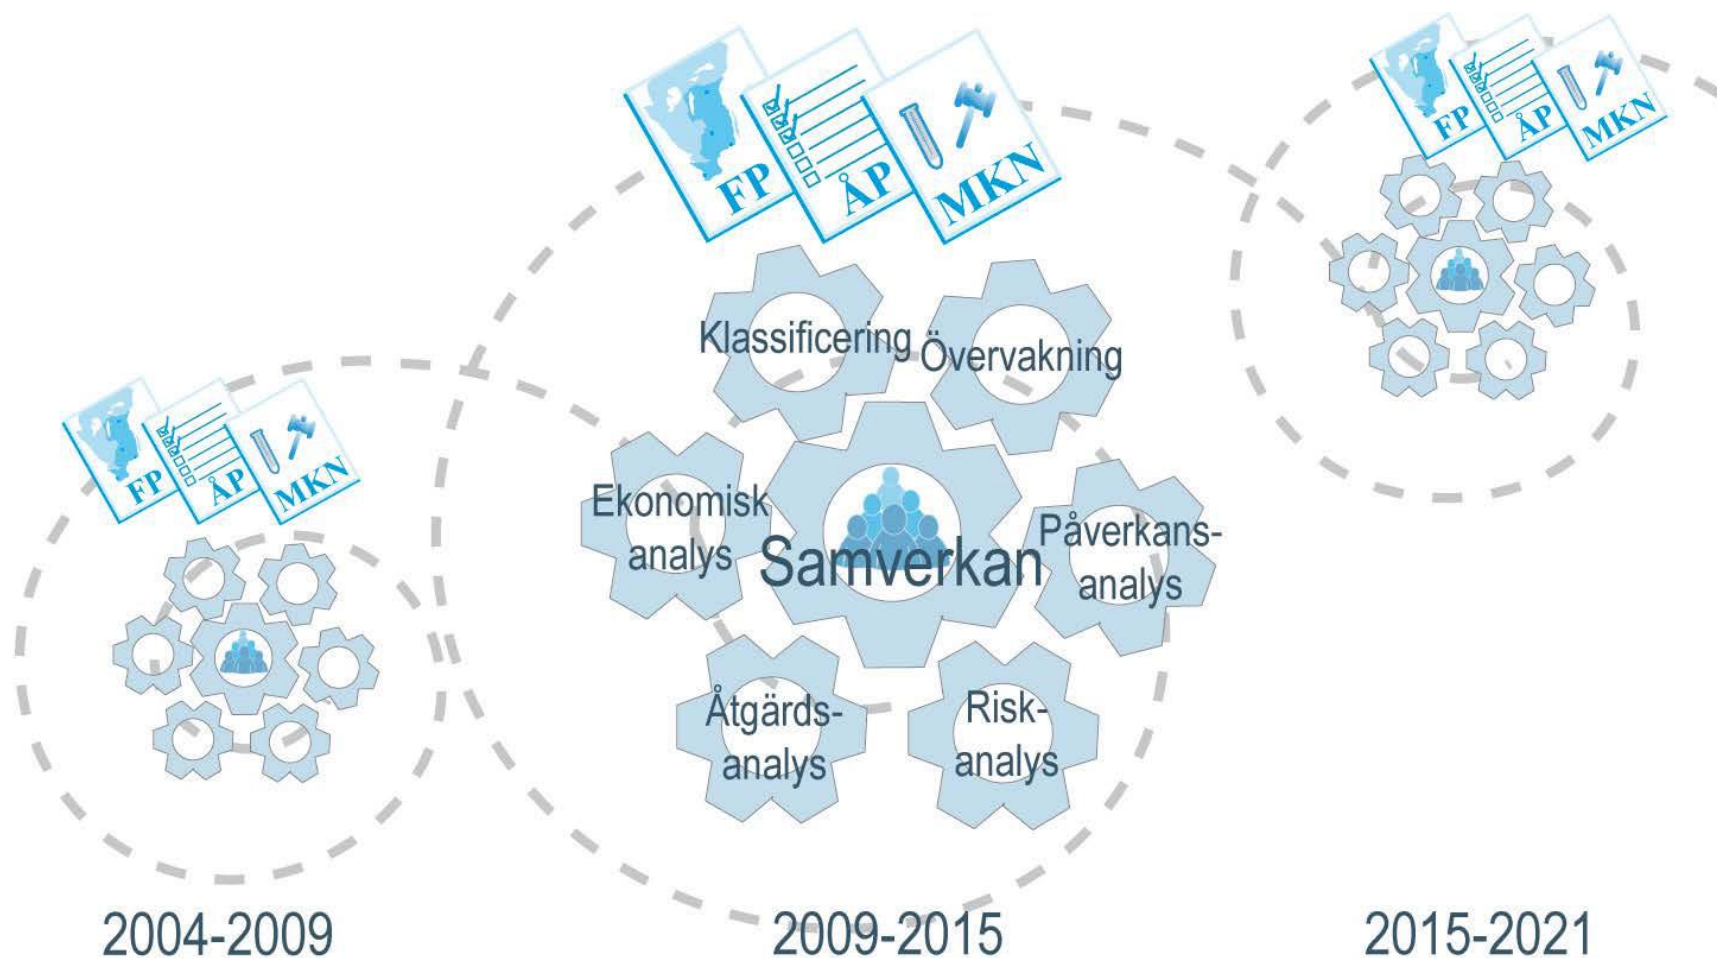 FP
ÅP
MKN
FP
ÅP
MKN
Klassificering
Övervakning
FP
ÅP
MKN
Ekonomisk
analys
Samverkan
Påverkans-
analys
Åtgärds-
analys
Risk-
analys
2004-2009
2009-2015
2015-2021